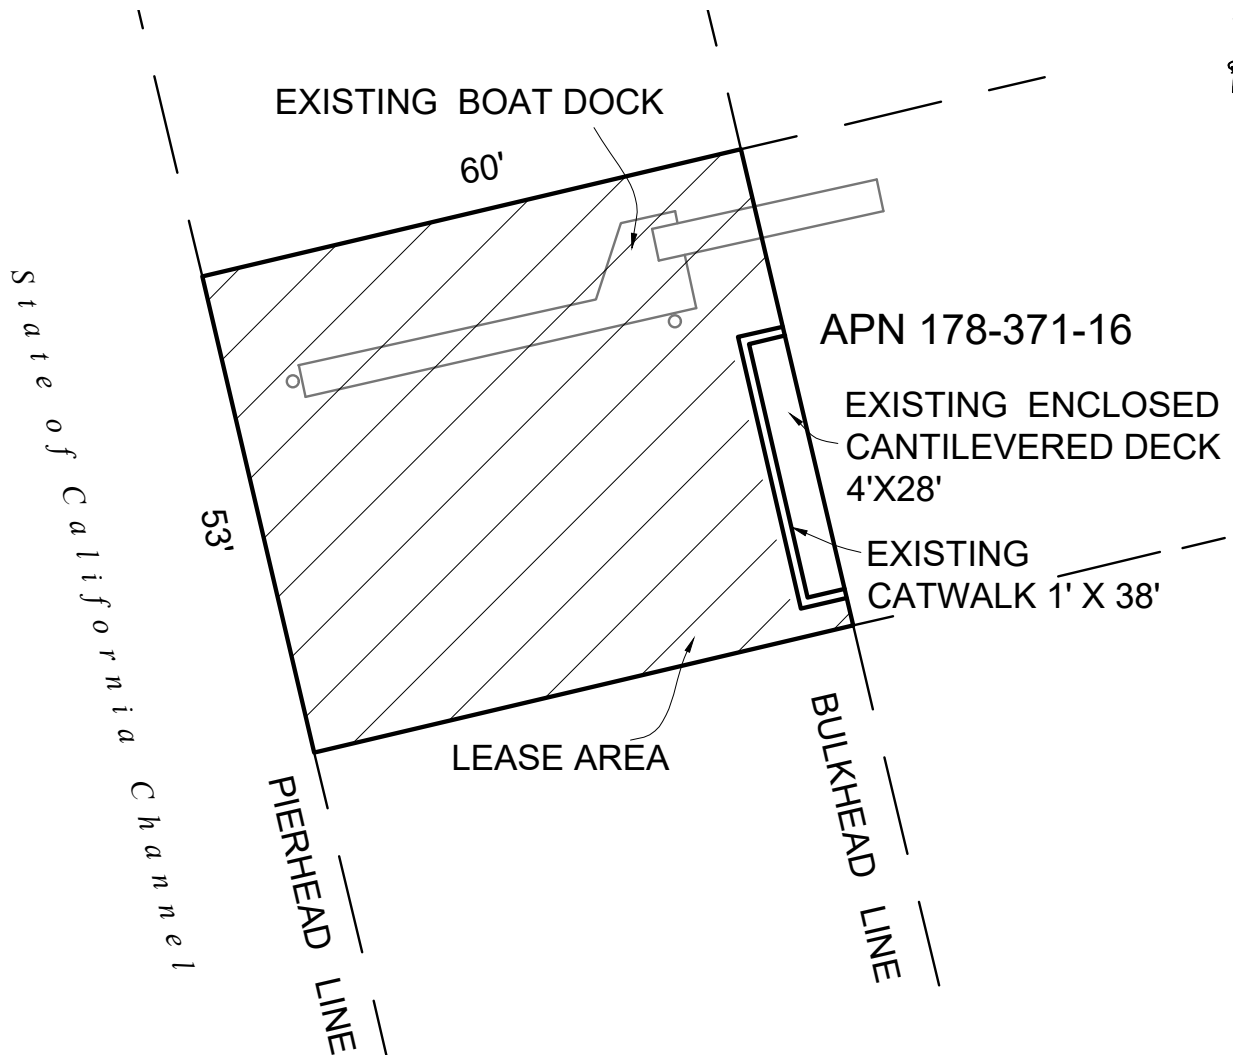 EXISTING BOAT DOCK
60'
State of California Channel
APN 178-371-16
EXISTING ENCLOSED
CANTILEVERED DECK
4'X28'
53'
EXISTING
CATWALK 1' X 38'
LEASE AREA
PIERHEAD LINE
BULKHEAD LINE